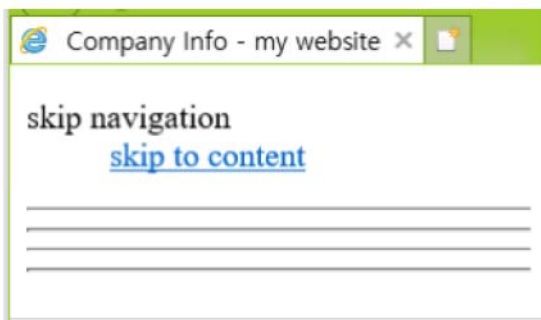 Company Info - my website
skip navigation
skip to content